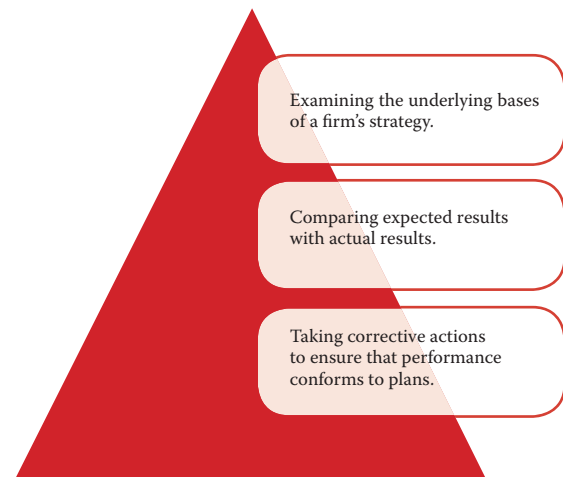 Examining the underlying bases
of a firm’s strategy.
Comparing expected results
with actual results.
Taking corrective actions
to ensure that performance
conforms to plans.